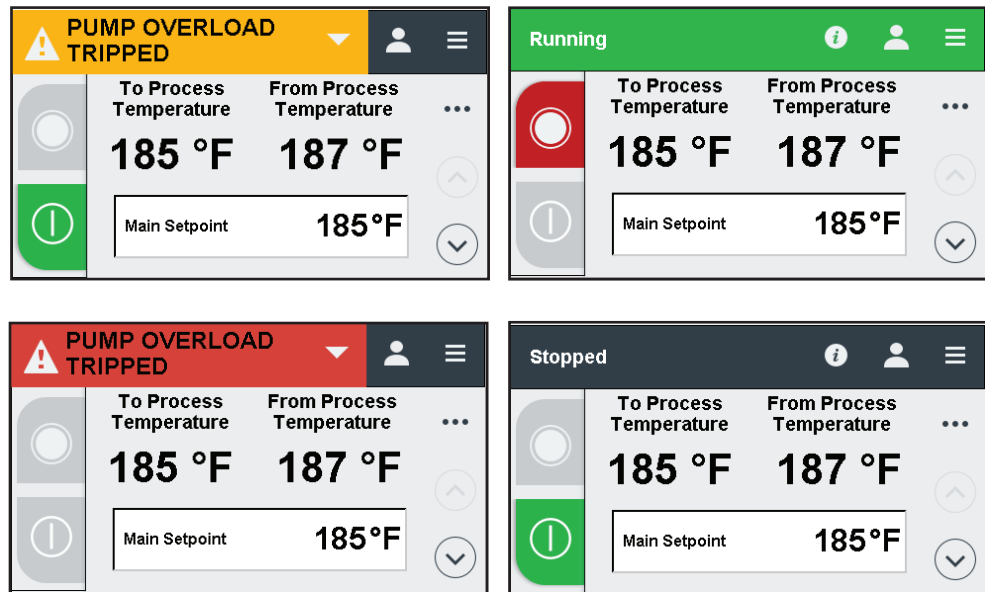 PUMP OVERLOAD
TRIPPED
To Process
Temperature
From Process
Temperature
185 °F
187 °F
Main Setpoint
185°F
Running
i
To Process
Temperature
From Process
Temperature
185 °F
187 °F
Main Setpoint
185°F
PUMP OVERLOAD
TRIPPED
To Process
Temperature
From Process
Temperature
185 °F
187 °F
Main Setpoint
185°F
Stopped
i
To Process
Temperature
From Process
Temperature
185 °F
187 °F
Main Setpoint
185°F